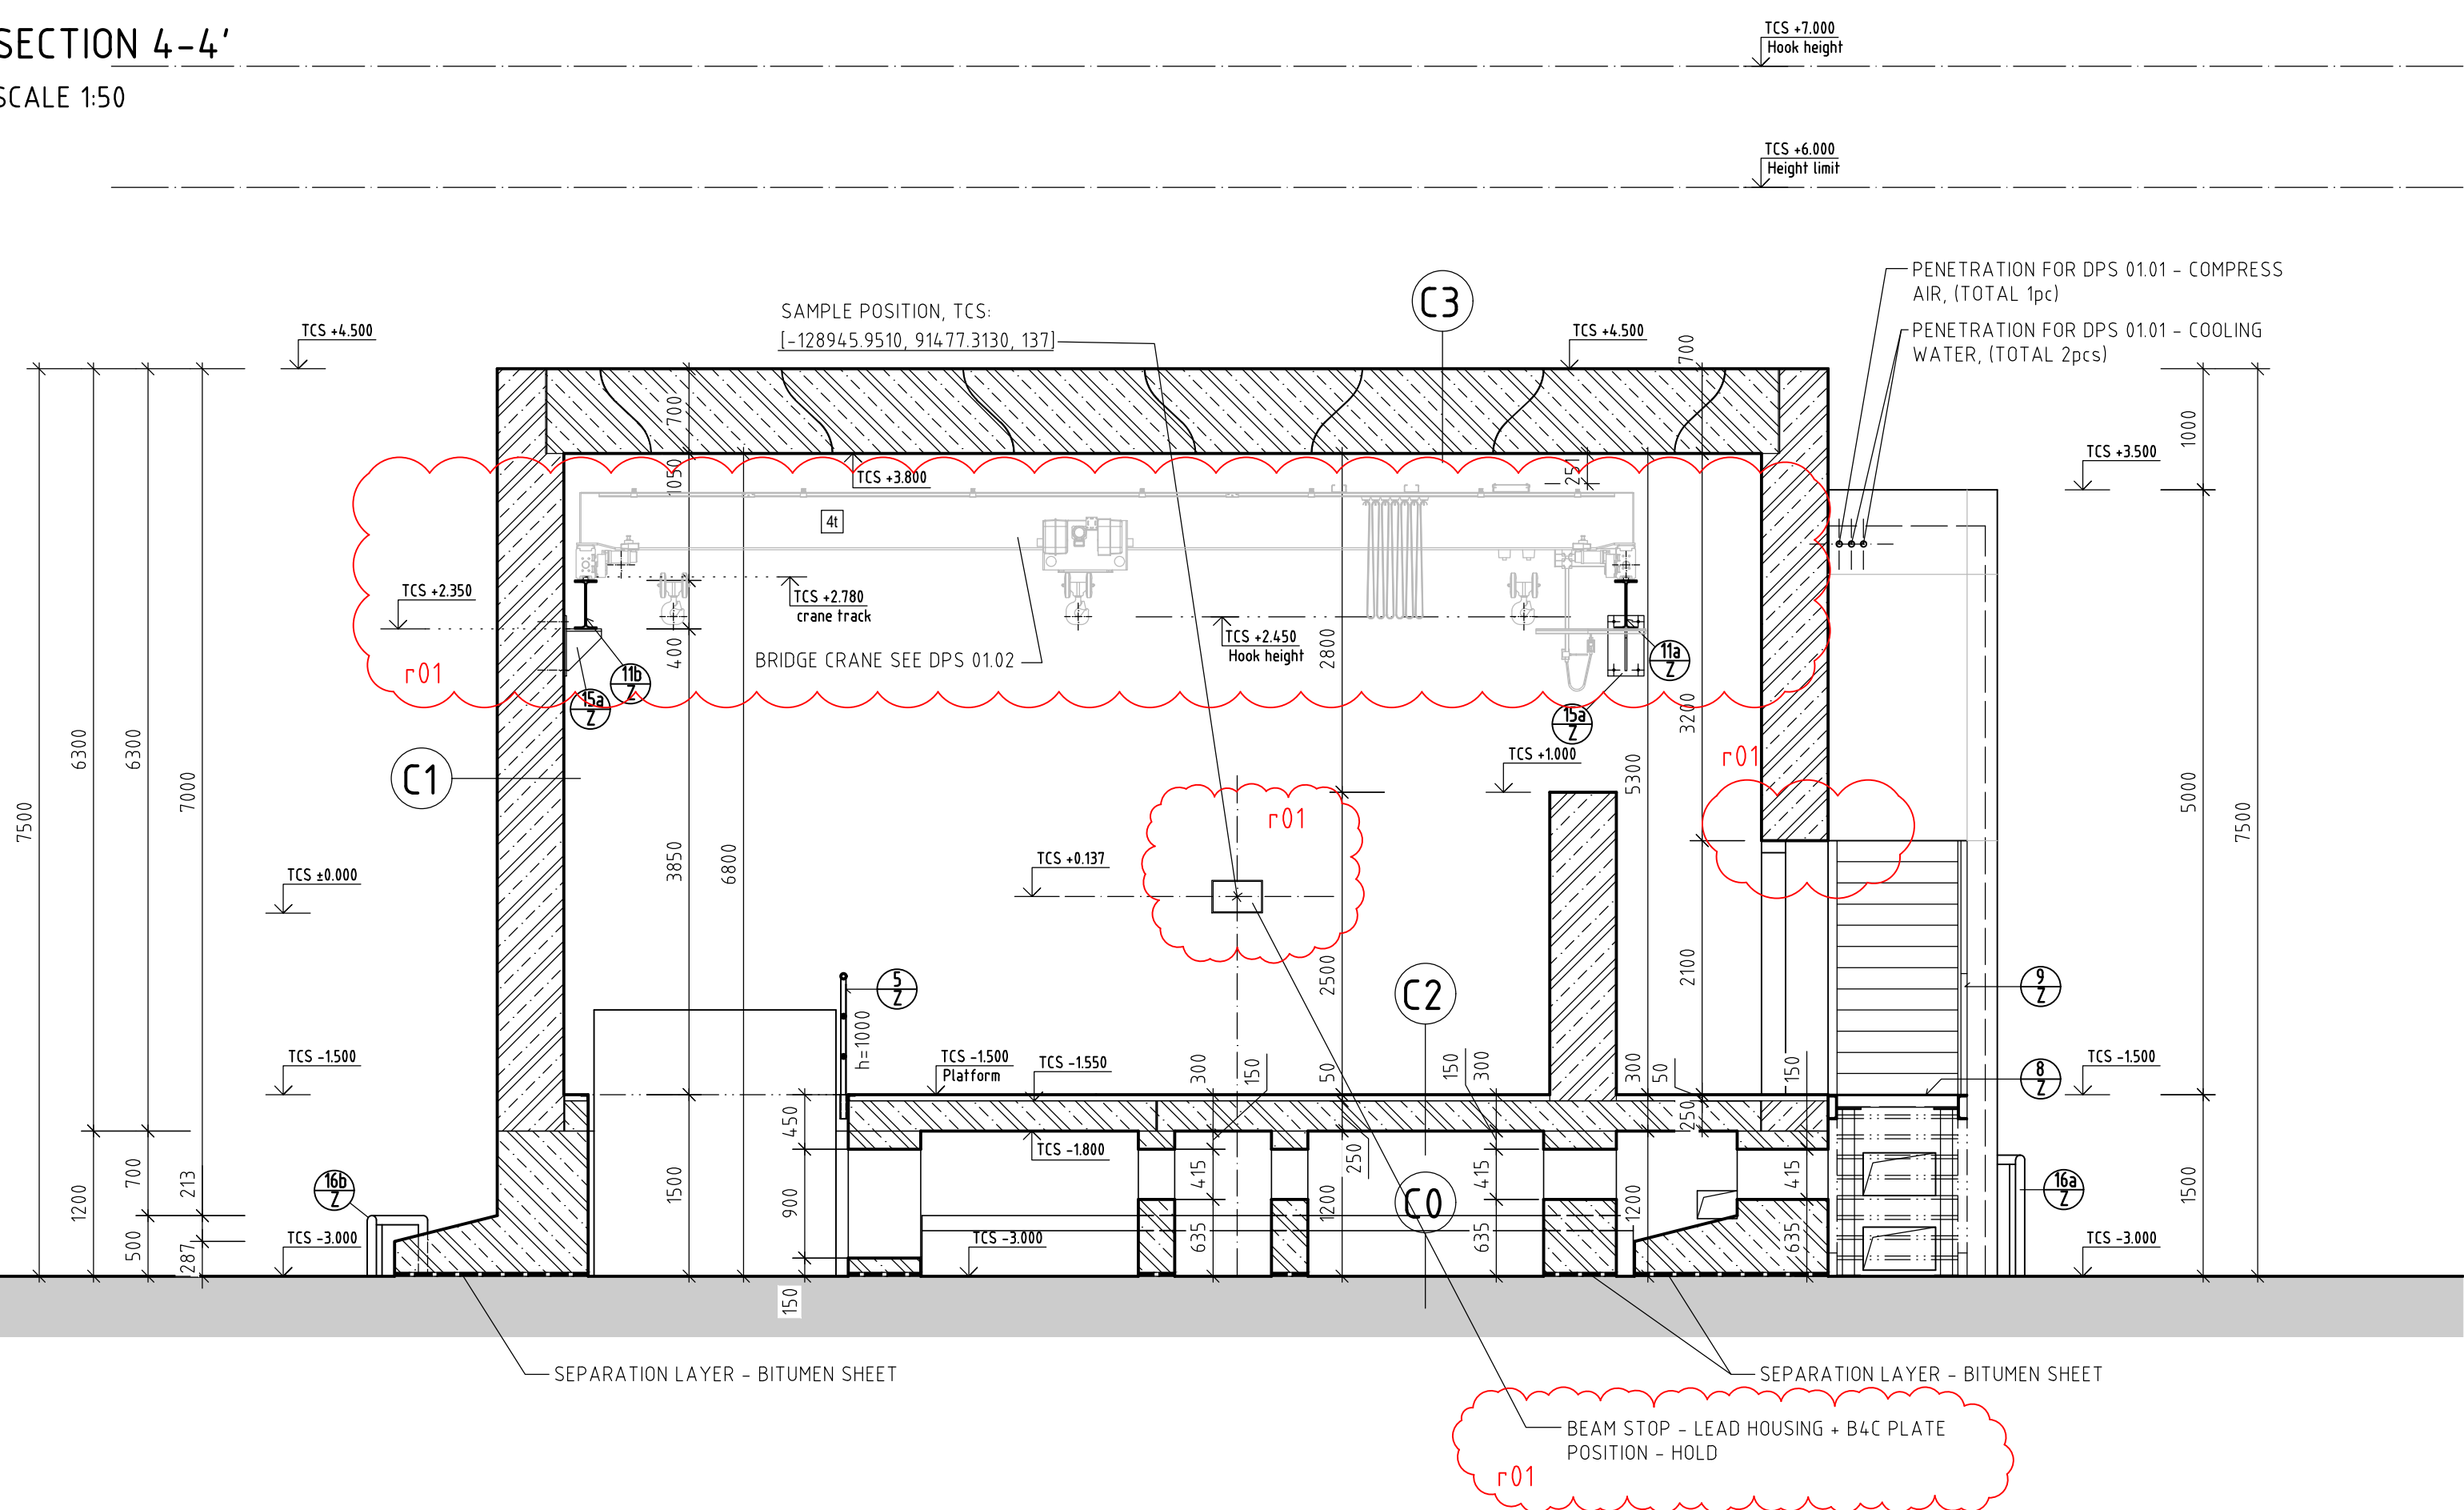 SECTION 4-4'
SCALE 1:50
TCS +7.000
Hook height
TCS +6.000
Height limit
PENETRATION FOR DPS 01.01 - COMPRESS
AIR, (TOTAL 1pc)
PENETRATION FOR DPS 01.01 - COOLING
WATER, (TOTAL 2pcs)
SAMPLE POSITION, TCS:
[-128945.9510, 91477.3130, 137]
C3
TCS +4.500
TCS +4.500
700
700
1000
TCS +3.500
1050
TCS +3.800
251
4t
TCS +2.350
TCS +2.780
crane track
TCS +2.450
Hook height
400
2800
BRIDGE CRANE SEE DPS 01.02
r01
11b
Z
15a
Z
11a
Z
15a
Z
3200
C1
6300
6300
7000
7500
TCS +1.000
r01
5300
r01
5000
7500
3850
6800
TCS +0.137
TCS ±0.000
2500
2100
C2
5
Z
h=1000
9
Z
8
Z
TCS -1.500
TCS -1.500
Platform
TCS -1.550
300
150
50
150
300
300
50
150
TCS -1.500
450
TCS -1.800
250
250
415
415
415
16b
Z
16a
Z
1200
700
213
1500
900
1200
C0
1200
1500
500
287
TCS -3.000
TCS -3.000
635
635
635
TCS -3.000
150
SEPARATION LAYER - BITUMEN SHEET
SEPARATION LAYER - BITUMEN SHEET
BEAM STOP - LEAD HOUSING + B4C PLATE
POSITION - HOLD
r01